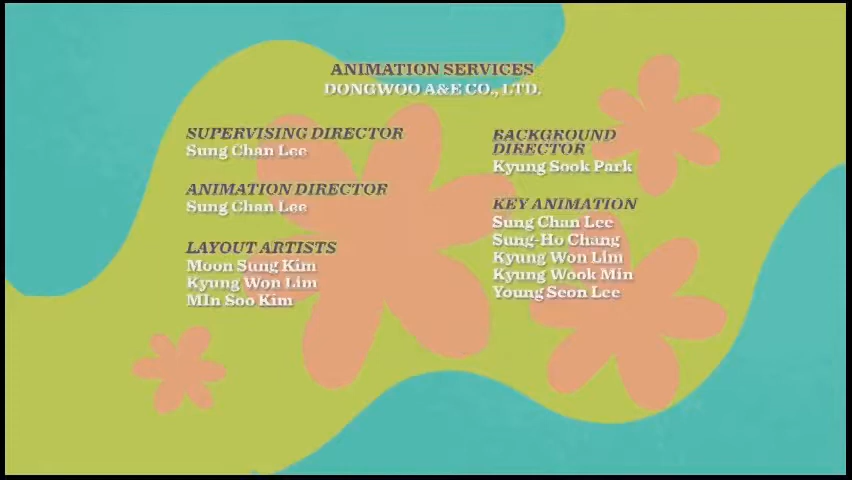 ANIMATION SERVICES
DONGWOO A&E CO., LTD.
SUPERVISING DIRECTOR
Sung Chan Lee
ANIMATION DIRECTOR
Sung Chan Lee
LAYOUT ARTISTS
Moon Sung Kim
Kyung Won Lim
MIn Soo Kim
BACKGROUND
DIRECTOR
Kyung Sook Park
KEY ANIMATION
Sung Chan Lee
Sung-Ho Chang
Kyung Won Lim
Kyung Wook Min
Young Seon Lee